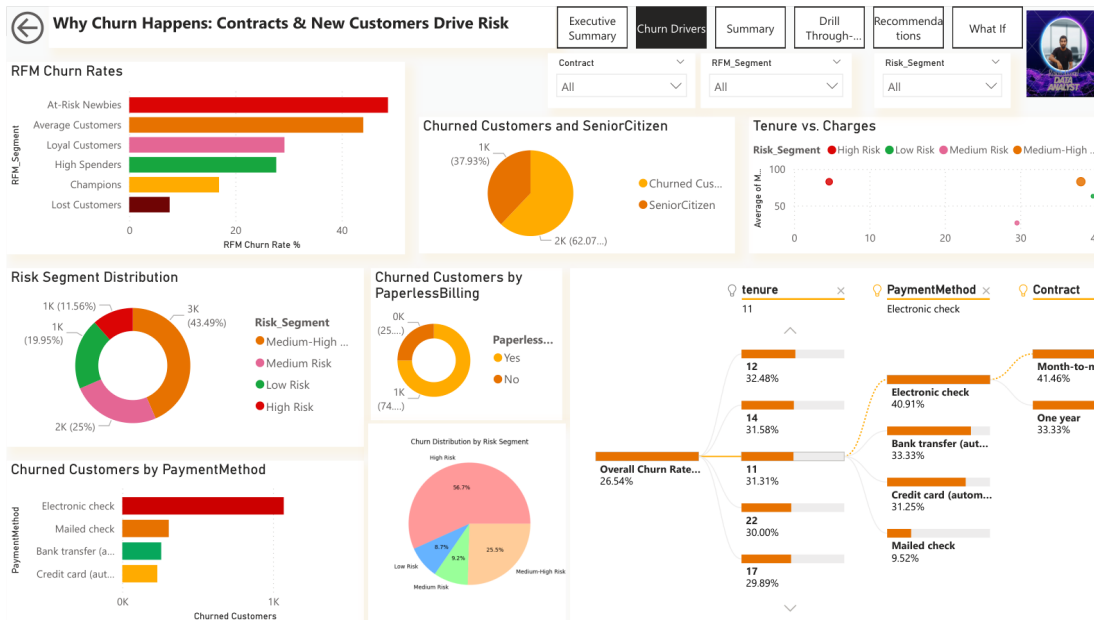 Why Churn Happens: Contracts & New Customers Drive Risk
Executive
Summary
Churn Drivers
Summary
Drill
Through-...
Recommenda
tions
What If
DATA
ANALYST
Contract
All
RFM_Segment
All
Risk_Segment
All
RFM Churn Rates
RFM_Segment
At-Risk Newbies
Average Customers
Loyal Customers
High Spenders
Champions
Lost Customers
0
20
40
RFM Churn Rate %
Churned Customers and SeniorCitizen
1K
(37.93%)
2K (62.07...)
Churned Cus...
SeniorCitizen
Tenure vs. Charges
Risk_Segment
High Risk
Low Risk
Medium Risk
Medium-High ...
Average of M...
100
50
0
10
20
30
Risk Segment Distribution
1K (11.56%)
1K
(19.95%)
2K (25%)
3K
(43.49%)
Risk_Segment
Medium-High ...
Medium Risk
Low Risk
High Risk
Churned Customers by
PaperlessBilling
0K
(25....)
1K
(74....)
Paperless...
Yes
No
Churned Customers by PaymentMethod
PaymentMethod
Electronic check
Mailed check
Bank transfer (a...
Credit card (aut...
0K
1K
Churned Customers
Churn Distribution by Risk Segment
High Risk
56.7%
Low Risk
8.7%
Medium Risk
9.2%
Medium-High Risk
25.5%
tenure
11
PaymentMethod
Electronic check
Contract
Overall Churn Rate...
26.54%
12
32.48%
14
31.58%
11
31.31%
22
30.00%
17
29.89%
Electronic check
40.91%
Bank transfer (aut...
33.33%
Credit card (autom...
31.25%
Mailed check
9.52%
Month-to-m
41.46%
One year
33.33%